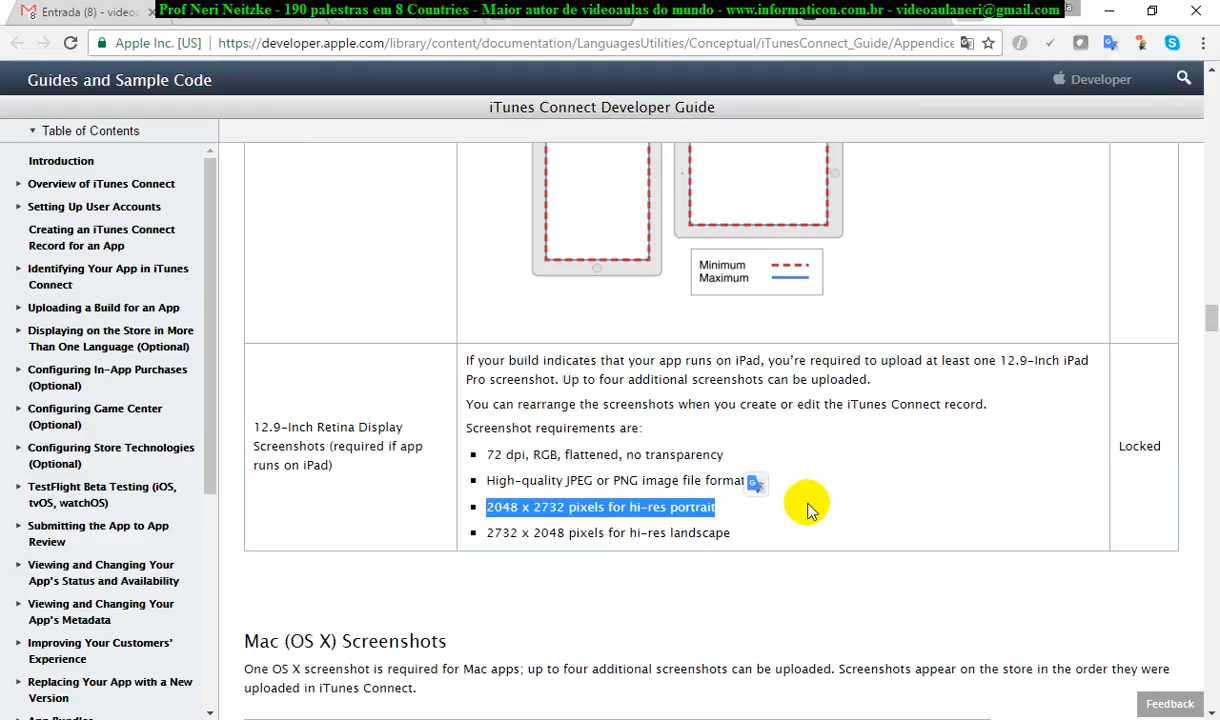 Entrada (8) - video
Prof Neri Neitzke - 190 palestras em 8 Countries - Maior autor de videoaulas do mundo - www.informaticon.com.br - videoaulaneri@gmail.com
Apple Inc. [US]
https://developer.apple.com/library/content/documentation/LanguagesUtilities/Conceptual/iTunesConnect_Guide/Appendice
Guides and Sample Code
Developer
iTunes Connect Developer Guide
Table of Contents
Introduction
Overview of iTunes Connect
Setting Up User Accounts
Creating an iTunes Connect
Record for an App
Identifying Your App in iTunes
Connect
Uploading a Build for an App
Displaying on the Store in More
Than One Language (Optional)
Configuring In-App Purchases
(Optional)
Configuring Game Center
(Optional)
Configuring Store Technologies
(Optional)
TestFlight Beta Testing (iOS,
tvOS, watchOS)
Submitting the App to App
Review
Viewing and Changing Your
App's Status and Availability
Viewing and Changing Your
App's Metadata
Improving Your Customers'
Experience
Replacing Your App with a New
Version
App Bundles
Minimum
Maximum
12.9-Inch Retina Display
Screenshots (required if app
runs on iPad)
If your build indicates that your app runs on iPad, you're required to upload at least one 12.9-Inch iPad
Pro screenshot. Up to four additional screenshots can be uploaded.
You can rearrange the screenshots when you create or edit the iTunes Connect record.
Screenshot requirements are:
72 dpi, RGB, flattened, no transparency
High-quality JPEG or PNG image file format
2048 x 2732 pixels for hi-res portrait
2732 x 2048 pixels for hi-res landscape
Locked
Mac (OS X) Screenshots
One OS X screenshot is required for Mac apps; up to four additional screenshots can be uploaded. Screenshots appear on the store in the order they were
uploaded in iTunes Connect.
Feedback